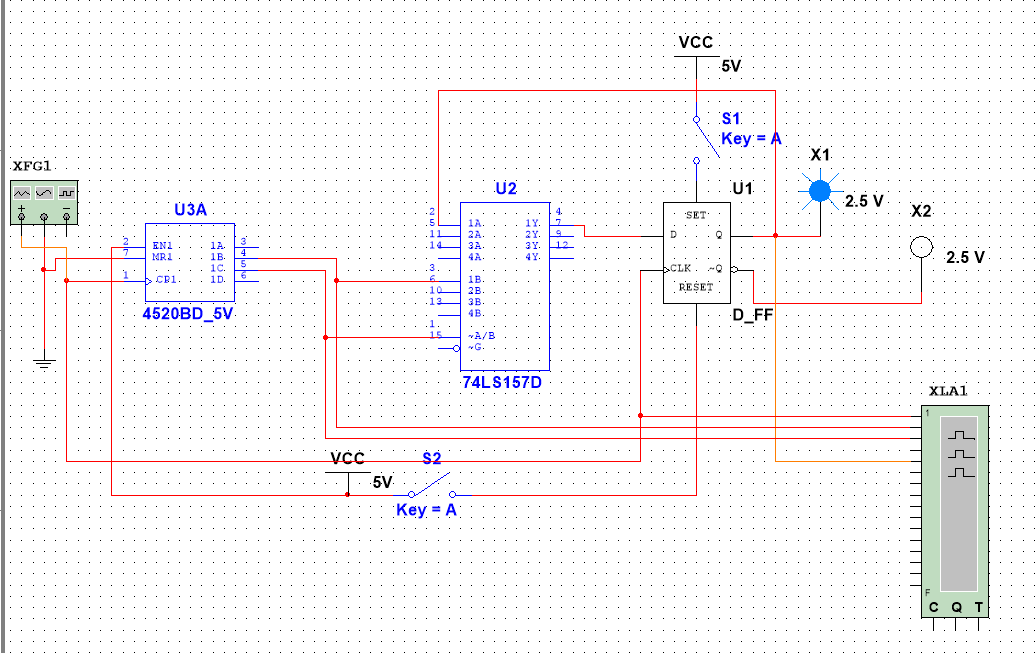 VCC
5V
S1
Key = A
X1
2.5 V
X2
2.5 V
XFG1
U3A
2 EN1 1A 3
7 MR1 1B 4
1C 5
1 CP1 1D 6
4520BD_5V
U2
2 1A 1Y 4
5 2A 2Y 7
11 3A 3Y 9
14 4A 4Y 12
3 1B
6 2B
10 3B
13 4B
1 ~A/B
15 ~G
74LS157D
U1
SET
D Q
CLK ~Q
RESET
D_FF
XLA1
1
F
C Q T
VCC
5V
S2
Key = A